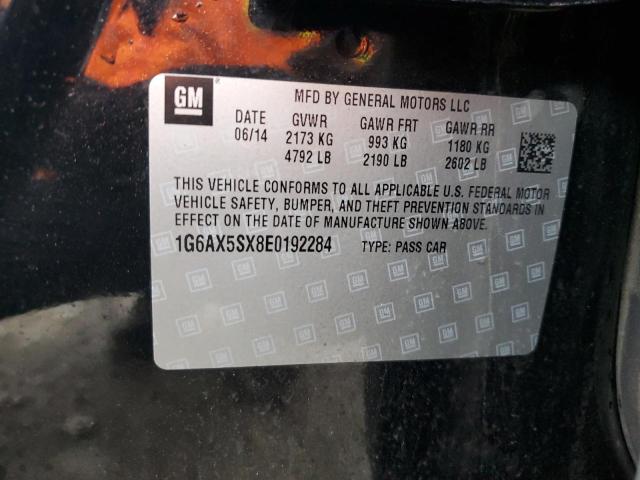 GM
MFD BY GENERAL MOTORS LLC
DATE GVWR GAWR FRT GAWR RR
06/14 2173 KG 993 KG 1180 KG
4792 LB 2190 LB 2602 LB
THIS VEHICLE CONFORMS TO ALL APPLICABLE U.S. FEDERAL MOTOR
VEHICLE SAFETY, BUMPER, AND THEFT PREVENTION STANDARDS IN
EFFECT ON THE DATE OF MANUFACTURE SHOWN ABOVE.
1G6AX5SX8E0192284 TYPE: PASS CAR